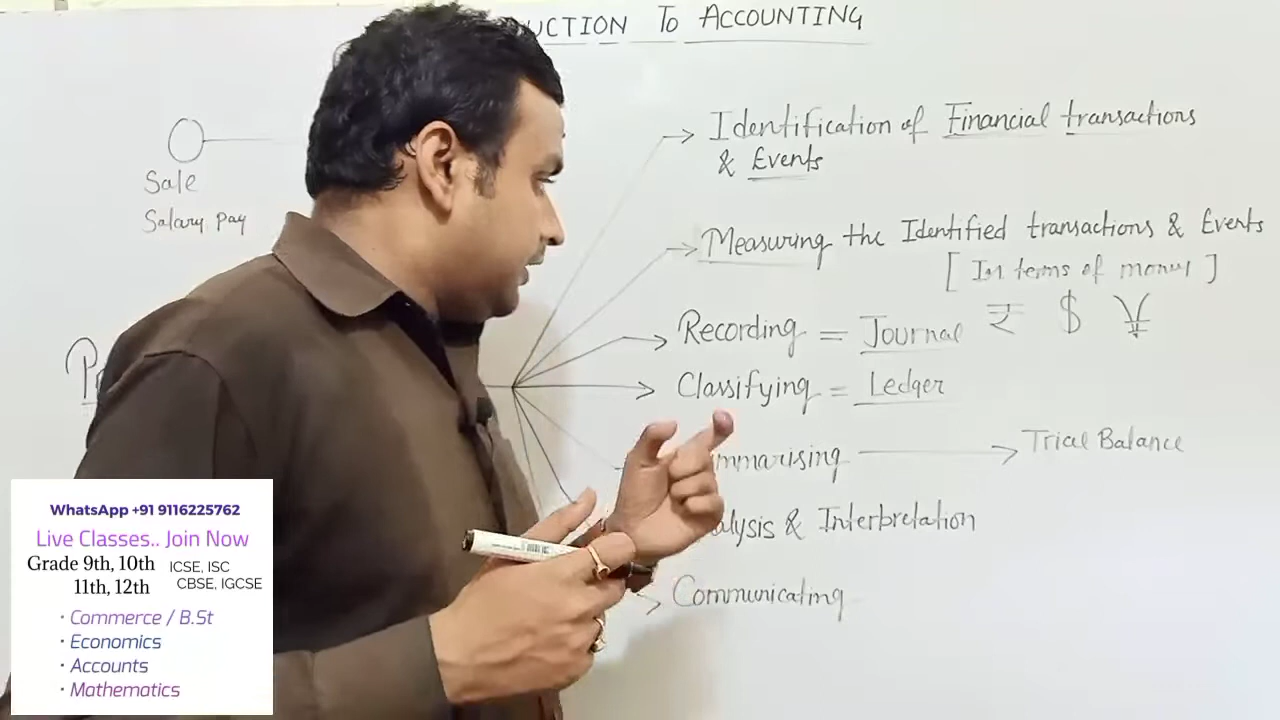 UCTION To ACCOUNTING
Sale
Salary pay
Identification of Financial transactions
& Events
Measuring the Identified transactions & Events
[In terms of money]
Recording = Journal ₹ $ ¥
Classifying = Ledger
mmarising
Trial Balance
alysis & Interpretation
Communicating
WhatsApp +91 9116225762
Live Classes.. Join Now
Grade 9th, 10th ICSE, ISC
11th, 12th CBSE, IGCSE
• Commerce / B.St
• Economics
• Accounts
• Mathematics